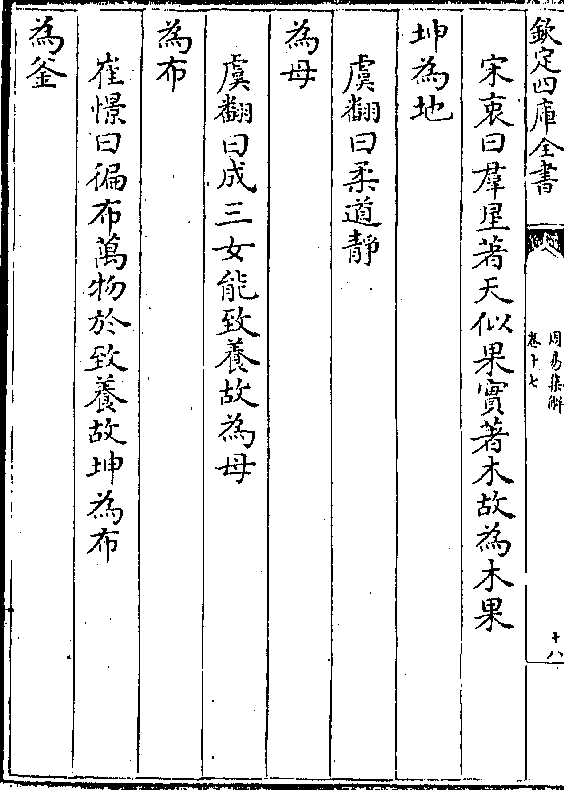 欽定四庫全書
周易集解
卷十七
十八
宋衷曰羣星著天似果實著木故為木果
坤為地
虞翻曰柔道靜
為母
虞翻曰成三女能致養故為母
為布
崔憬曰徧布萬物於致養故坤為布
為釜